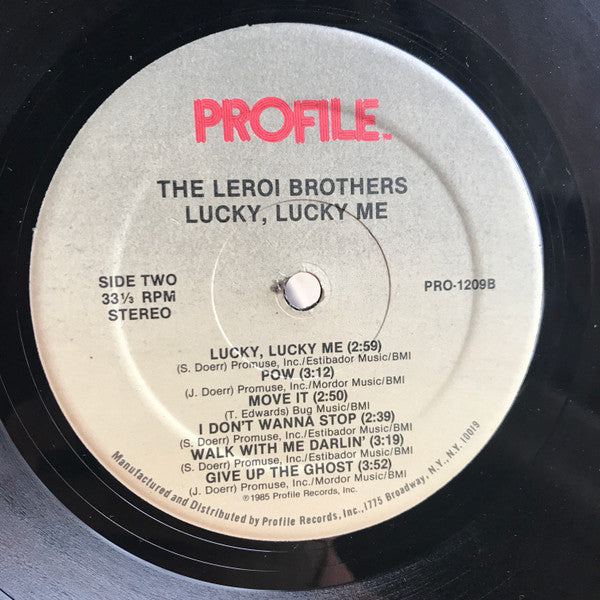 PROFILE™
THE LEROI BROTHERS
LUCKY, LUCKY ME
SIDE TWO
33⅓ RPM
STEREO
PRO-1209B
LUCKY, LUCKY ME (2:59)
(S. Doerr) Promuse, Inc./Estibador Music/BMI
POW (3:12)
(J. Doerr) Promuse, Inc./Mordor Music/BMI
MOVE IT (2:50)
(T. Edwards) Bug Music/BMI
I DON'T WANNA STOP (2:39)
(S. Doerr) Promuse, Inc./Estibador Music/BMI
WALK WITH ME DARLIN' (3:19)
(S. Doerr) Promuse, Inc./Estibador Music/BMI
GIVE UP THE GHOST (3:52)
(J. Doerr) Promuse, Inc./Mordor Music/BMI
©1985 Profile Records, Inc.
Manufactured and Distributed by Profile Records, Inc., 1775 Broadway, N.Y., N.Y. 10019